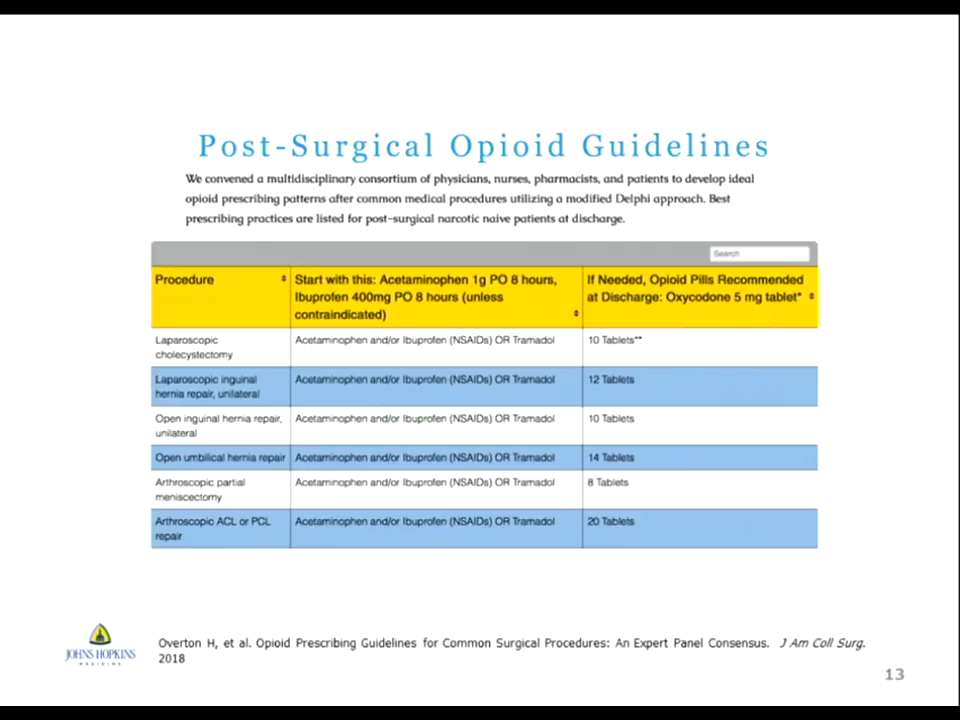 Post-Surgical Opioid Guidelines
We convened a multidisciplinary consortium of physicians, nurses, pharmacists, and patients to develop ideal
opioid prescribing patterns after common medical procedures utilizing a modified Delphi approach. Best
prescribing practices are listed for post-surgical narcotic naive patients at discharge.
Search
Procedure
Start with this: Acetaminophen 1g PO 8 hours,
Ibuprofen 400mg PO 8 hours (unless
contraindicated)
If Needed, Opioid Pills Recommended
at Discharge: Oxycodone 5 mg tablet*
Laparoscopic
cholecystectomy
Acetaminophen and/or Ibuprofen (NSAIDs) OR Tramadol
10 Tablets**
Laparoscopic inguinal
hernia repair, unilateral
Acetaminophen and/or Ibuprofen (NSAIDs) OR Tramadol
12 Tablets
Open inguinal hernia repair,
unilateral
Acetaminophen and/or Ibuprofen (NSAIDs) OR Tramadol
10 Tablets
Open umbilical hernia repair
Acetaminophen and/or Ibuprofen (NSAIDs) OR Tramadol
14 Tablets
Arthroscopic partial
meniscectomy
Acetaminophen and/or Ibuprofen (NSAIDs) OR Tramadol
8 Tablets
Arthroscopic ACL or PCL
repair
Acetaminophen and/or Ibuprofen (NSAIDs) OR Tramadol
20 Tablets
JOHNS HOPKINS
MEDICINE
Overton H, et al. Opioid Prescribing Guidelines for Common Surgical Procedures: An Expert Panel Consensus. J Am Coll Surg.
2018
13